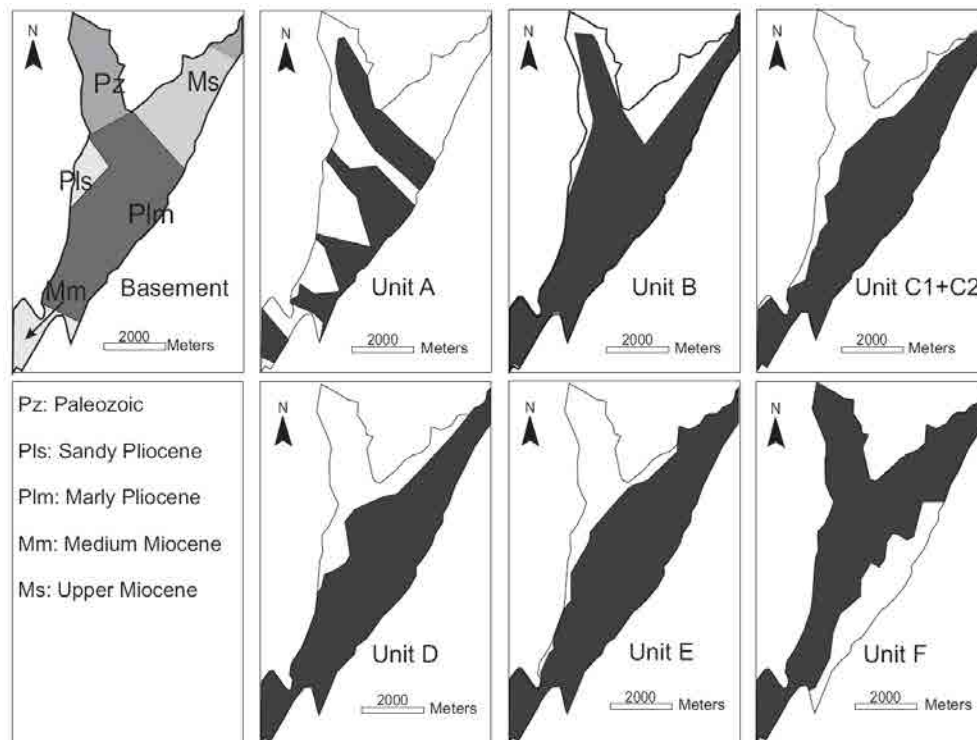 N
Pz
Ms
Pls
Plm
Mm
Basement
2000
Meters
N
Unit A
2000
Meters
N
Unit B
2000
Meters
N
Unit C1+C2
2000
Meters
Pz: Paleozoic
Pls: Sandy Pliocene
Plm: Marly Pliocene
Mm: Medium Miocene
Ms: Upper Miocene
N
Unit D
2000
Meters
N
Unit E
2000
Meters
N
Unit F
2000
Meters